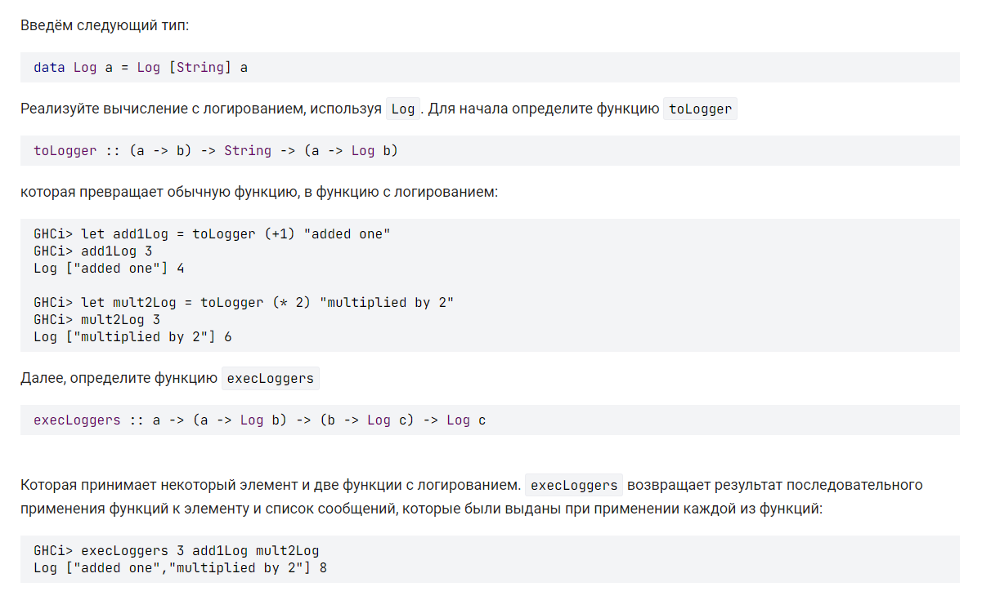 Введём следующий тип:
data Log a = Log [String] a
Реализуйте вычисление с логированием, используя Log . Для начала определите функцию toLogger
toLogger :: (a -> b) -> String -> (a -> Log b)
которая превращает обычную функцию, в функцию с логированием:
GHCi> let add1Log = toLogger (+1) "added one"
GHCi> add1Log 3
Log ["added one"] 4
GHCi> let mult2Log = toLogger (* 2) "multiplied by 2"
GHCi> mult2Log 3
Log ["multiplied by 2"] 6
Далее, определите функцию execLoggers
execLoggers :: a -> (a -> Log b) -> (b -> Log c) -> Log c
Которая принимает некоторый элемент и две функции с логированием. execLoggers возвращает результат последовательного
применения функций к элементу и список сообщений, которые были выданы при применении каждой из функций:
GHCi> execLoggers 3 add1Log mult2Log
Log ["added one","multiplied by 2"] 8